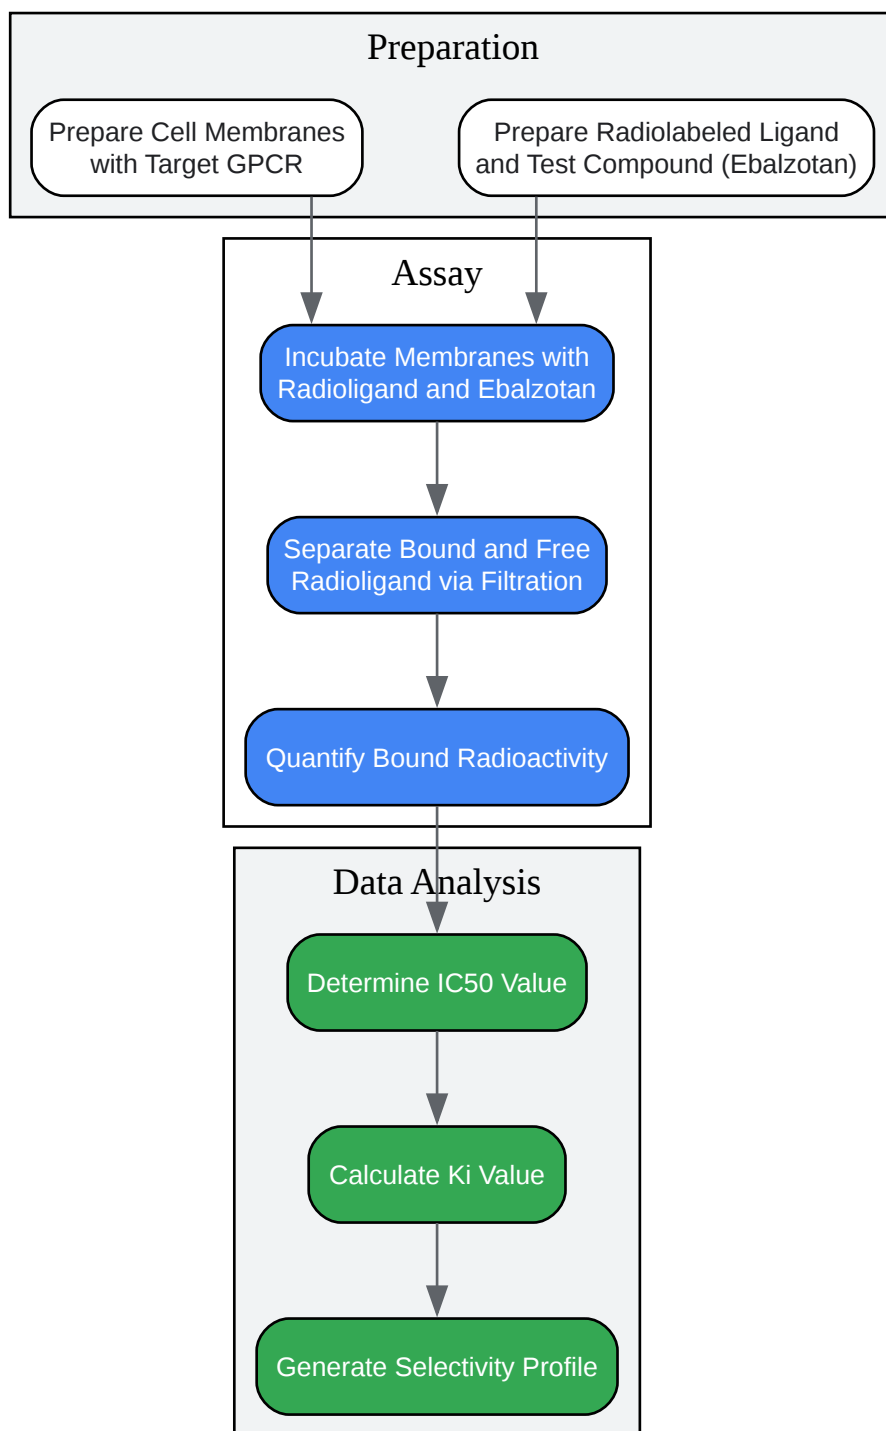 Preparation
Prepare Cell Membranes
with Target GPCR
Prepare Radiolabeled Ligand
and Test Compound (Ebalzotan)
Assay
Incubate Membranes with
Radioligand and Ebalzotan
Separate Bound and Free
Radioligand via Filtration
Quantify Bound Radioactivity
Data Analysis
Determine IC50 Value
Calculate Ki Value
Generate Selectivity Profile